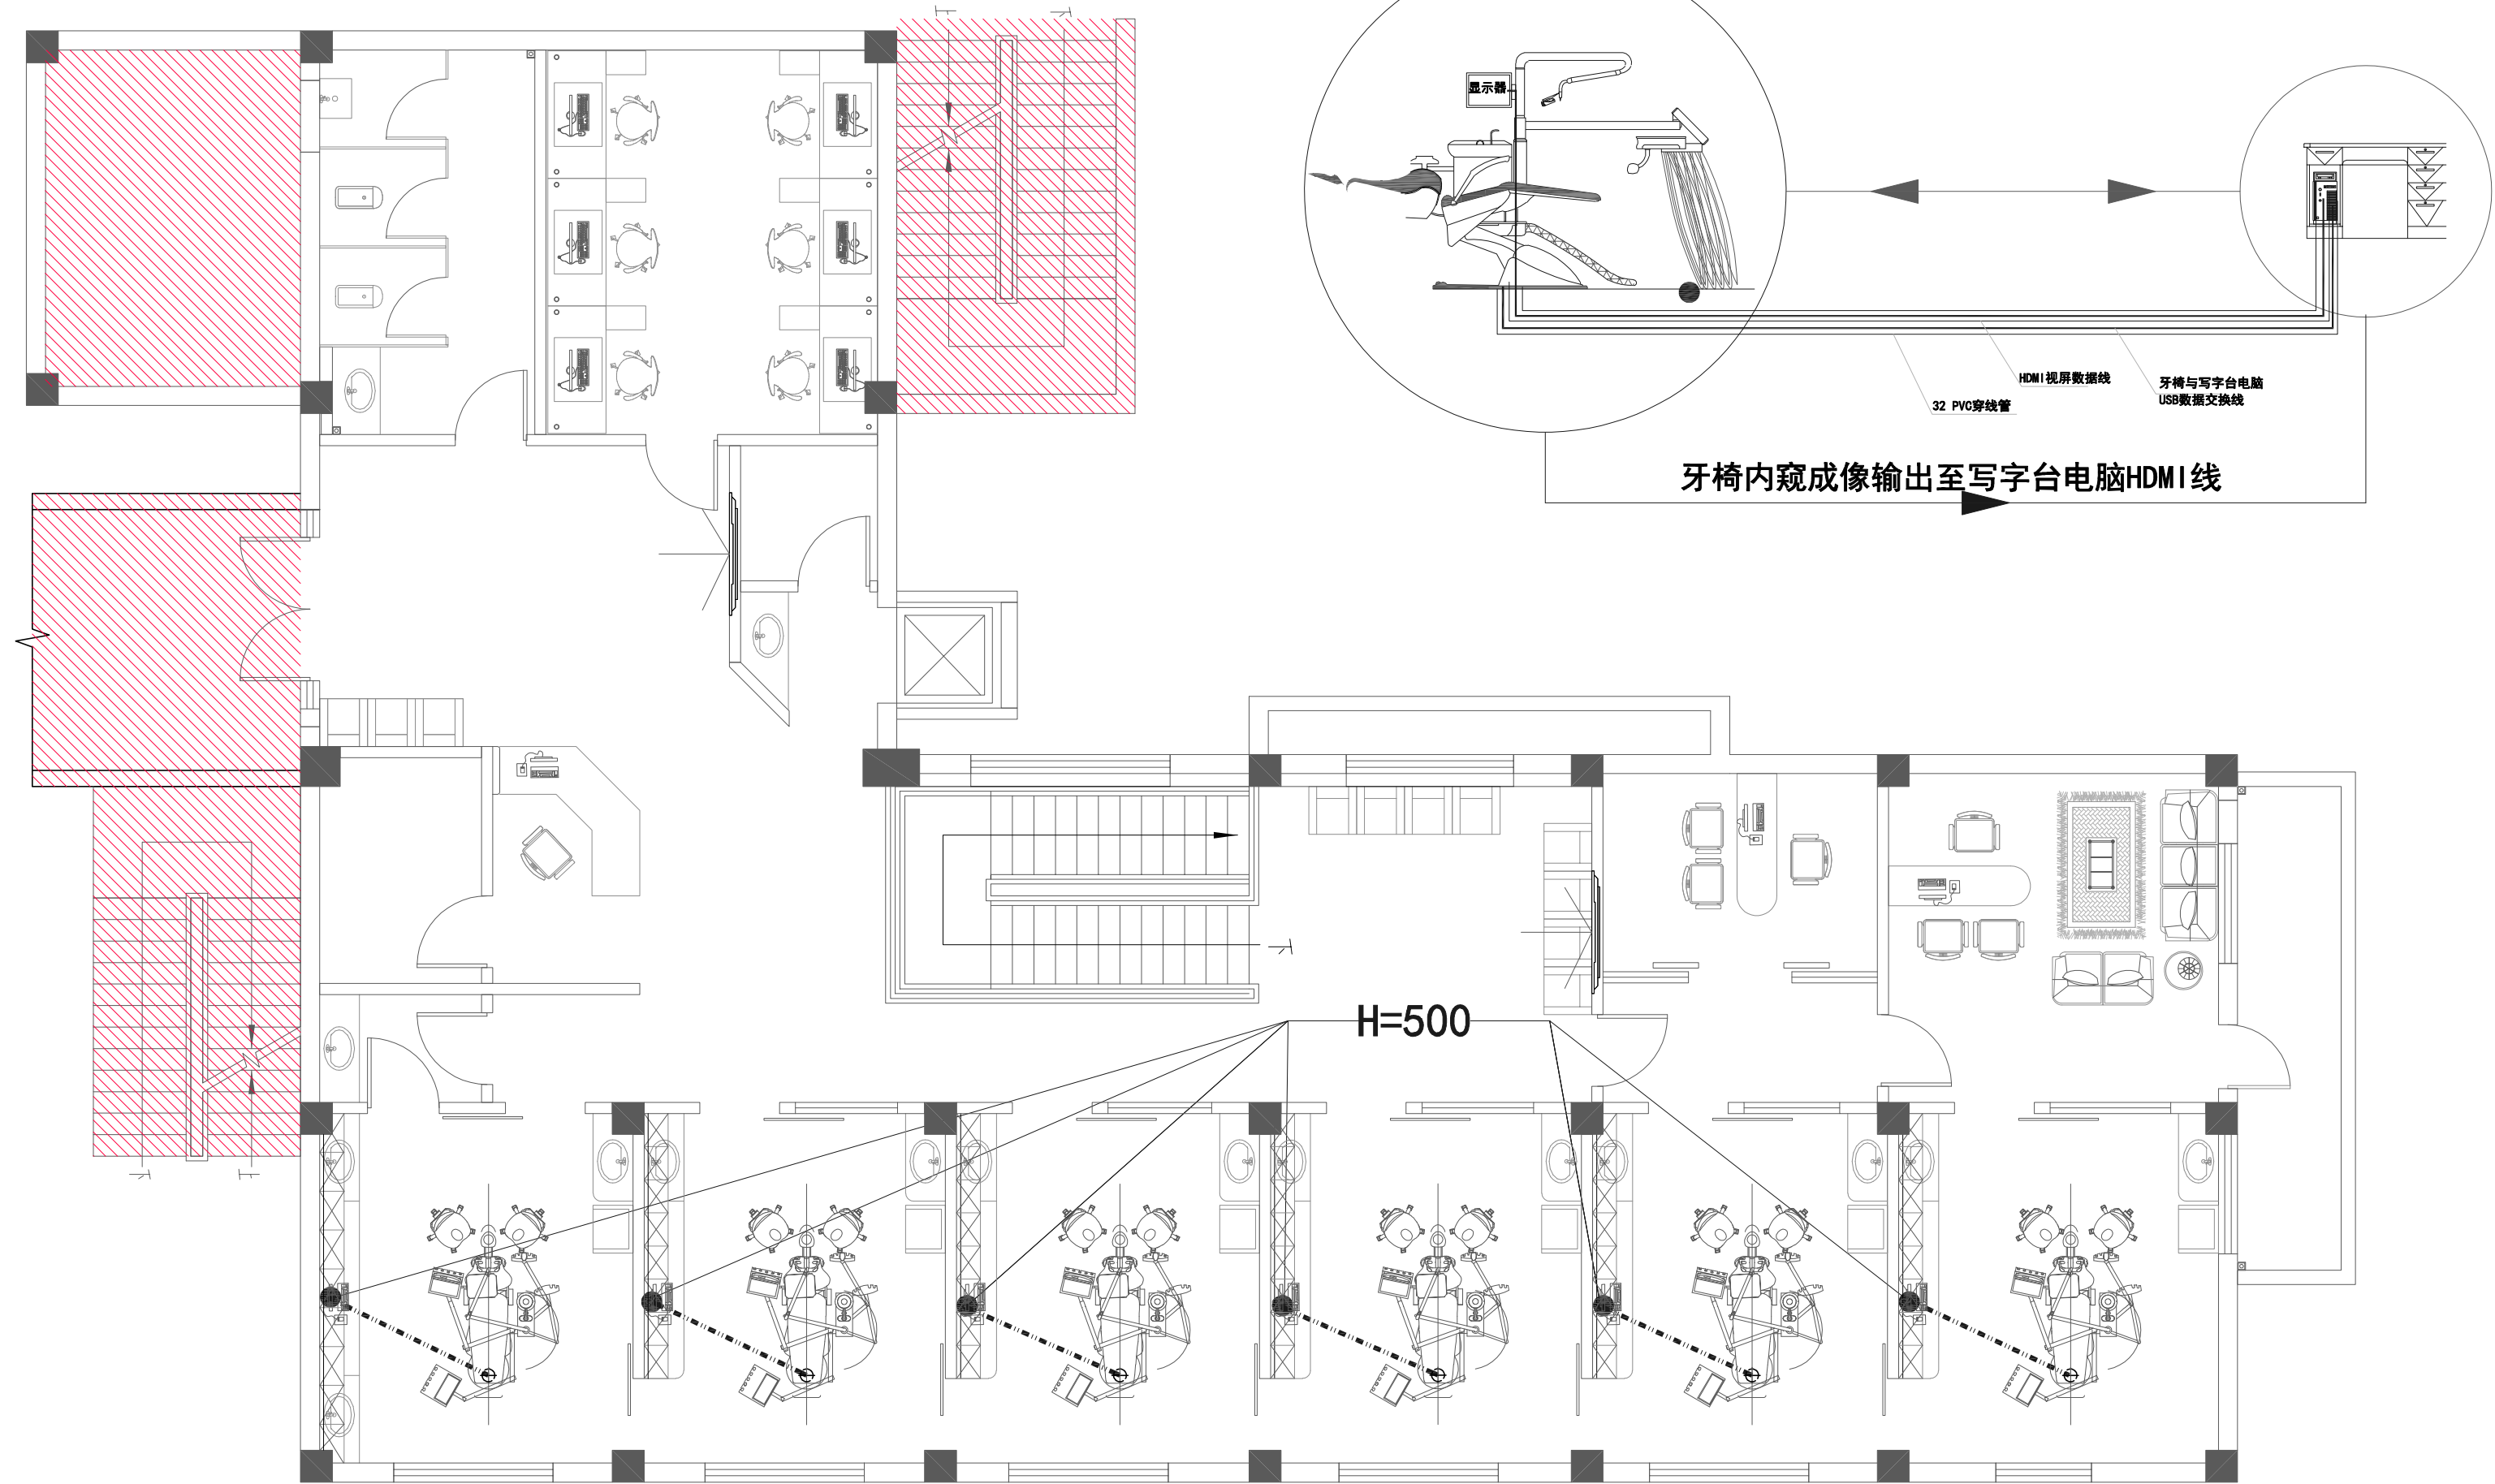 显示器
HDMI视屏数据线
牙椅与写字台电脑
USB数据交换线
32 PVC穿线管
牙椅内窥成像输出至写字台电脑HDMI线
H=500